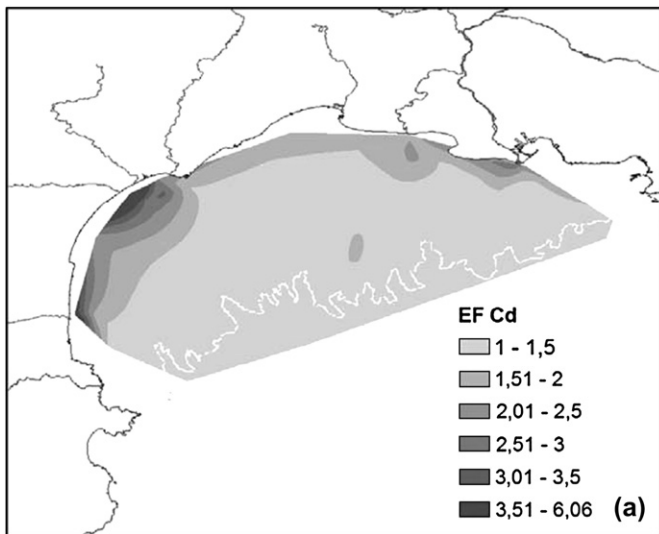 EF Cd
1 - 1,5
1,51 - 2
2,01 - 2,5
2,51 - 3
3,01 - 3,5
3,51 - 6,06
(a)